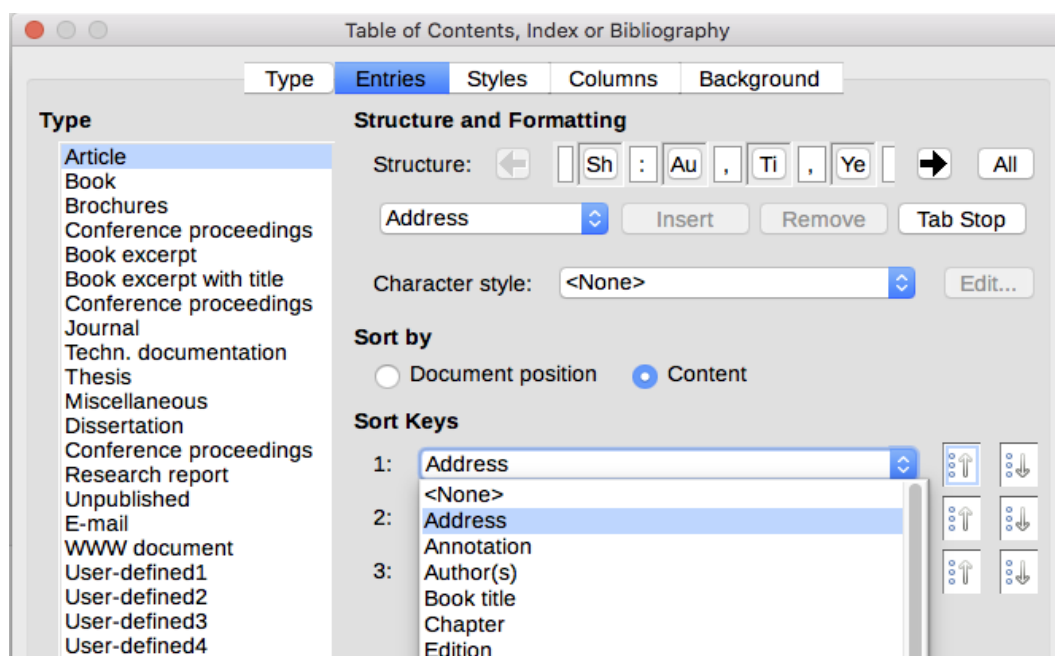 Table of Contents, Index or Bibliography
Type Entries Styles Columns Background
Type
Article
Book
Brochures
Conference proceedings
Book excerpt
Book excerpt with title
Conference proceedings
Journal
Techn. documentation
Thesis
Miscellaneous
Dissertation
Conference proceedings
Research report
Unpublished
E-mail
WWW document
User-defined1
User-defined2
User-defined3
User-defined4
Structure and Formatting
Structure: Sh : Au , Ti , Ye All
Address Insert Remove Tab Stop
Character style: <None> Edit...
Sort by
Document position Content
Sort Keys
1: Address
<None>
2: Address
Annotation
3: Author(s)
Book title
Chapter
Edition